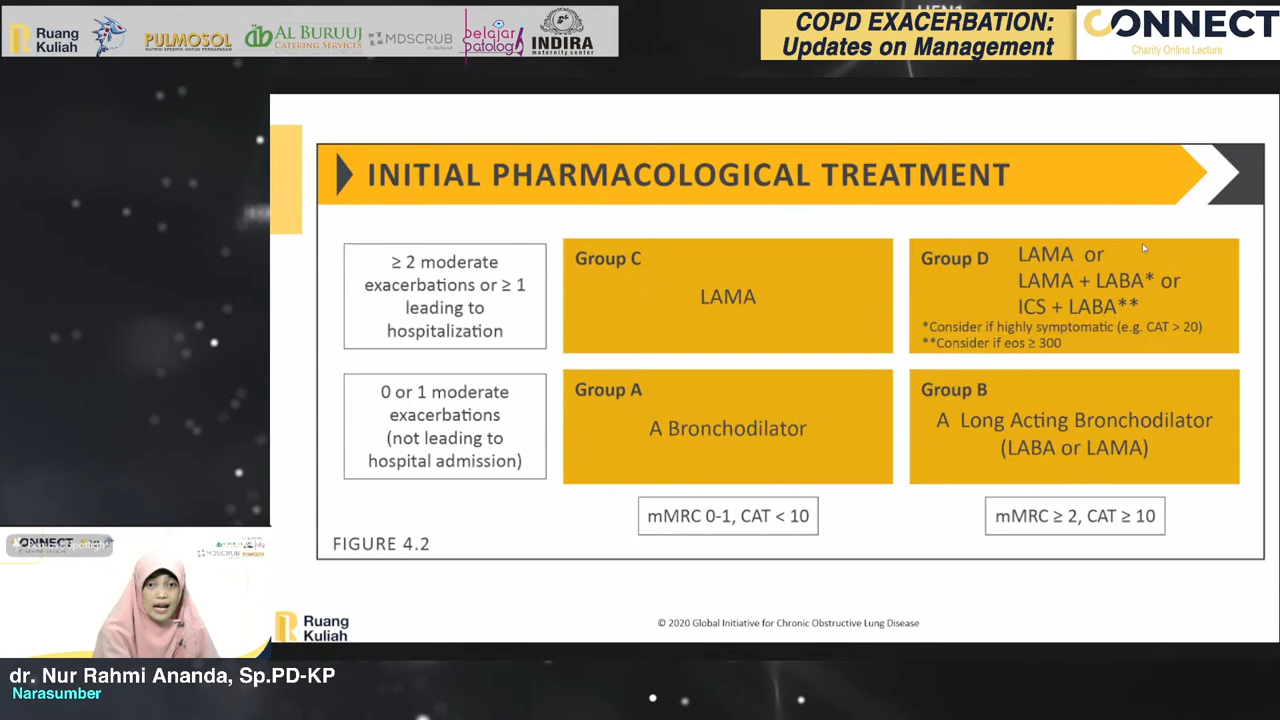 Ruang
Kuliah
PULMOSOL
NUTRISI SPESIFIK UNTUK PERNAPASAN
AL BURUUJ
CATERING SERVICES
MDSCRUB
belajar
patologi
INDIRA
maternity center
COPD EXACERBATION:
Updates on Management
CONNECT
Charity Online Lecture
INITIAL PHARMACOLOGICAL TREATMENT
≥ 2 moderate
exacerbations or ≥ 1
leading to
hospitalization
Group C
LAMA
Group D
LAMA or
LAMA + LABA* or
ICS + LABA**
*Consider if highly symptomatic (e.g. CAT > 20)
**Consider if eos ≥ 300
0 or 1 moderate
exacerbations
(not leading to
hospital admission)
Group A
A Bronchodilator
Group B
A Long Acting Bronchodilator
(LABA or LAMA)
mMRC 0-1, CAT < 10
mMRC ≥ 2, CAT ≥ 10
FIGURE 4.2
Ruang
Kuliah
© 2020 Global Initiative for Chronic Obstructive Lung Disease
CONNECT
MDSCRUB
dr. Nur Rahmi Ananda, Sp.PD-KP
Narasumber